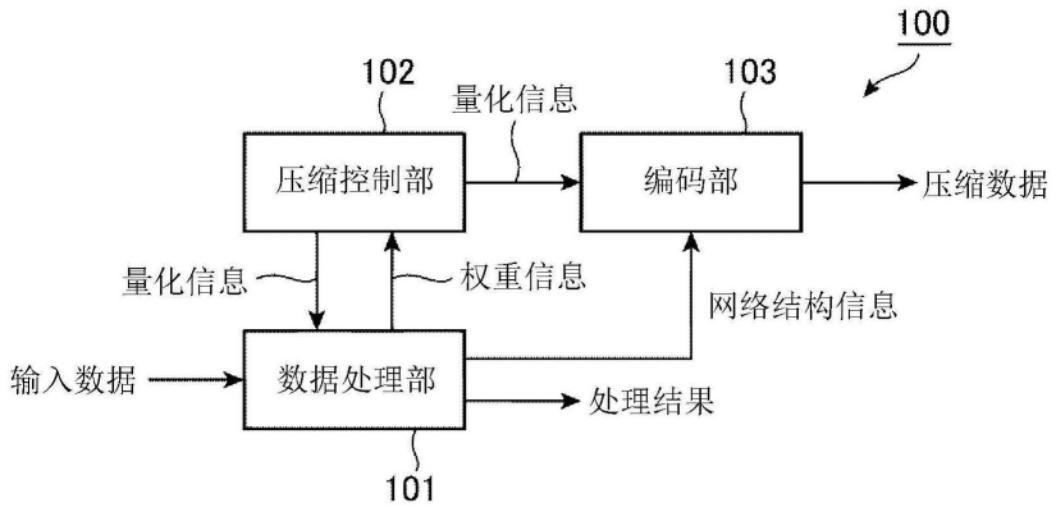 100
102
103
量化信息
压缩控制部
编码部
压缩数据
量化信息
权重信息
网络结构信息
输入数据
数据处理部
处理结果
101